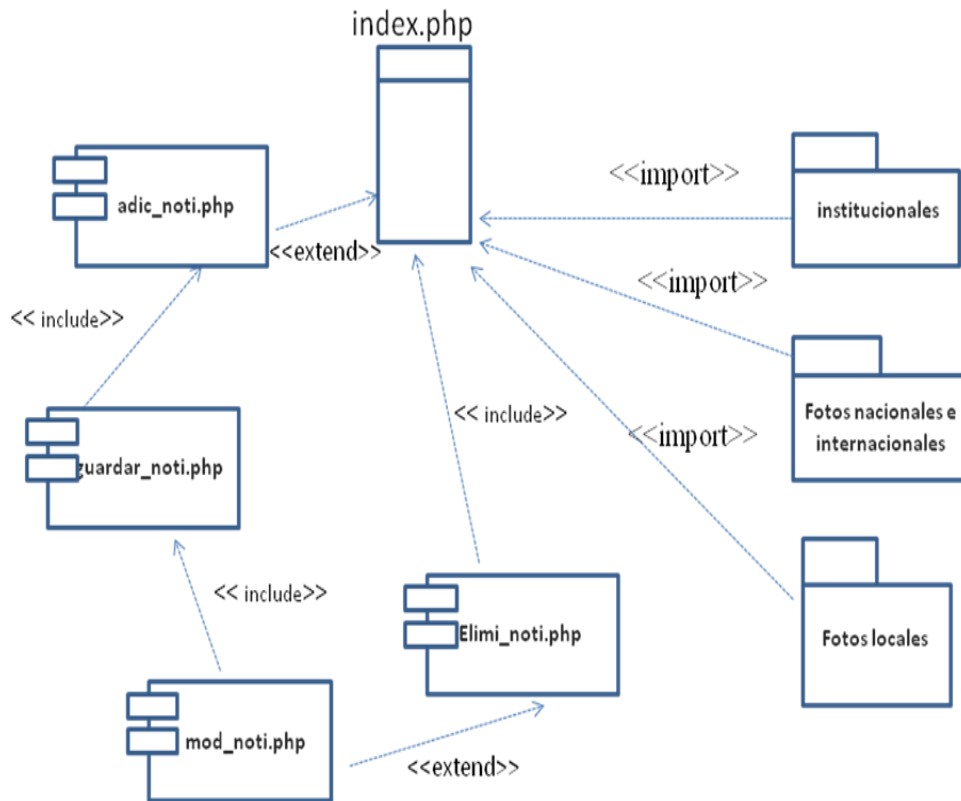 index.php
adic_noti.php
<<extend>>
<<import>>
institucionales
<<import>>
<< include>>
Fotos nacionales e
internacionales
<< include>>
<<import>>
guardar_noti.php
<< include>>
Elimi_noti.php
Fotos locales
mod_noti.php
<<extend>>